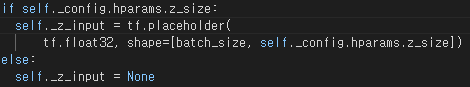 if self._config.hparams.z_size:
  self._z_input = tf.placeholder(
      tf.float32, shape=[batch_size, self._config.hparams.z_size])
else:
  self._z_input = None